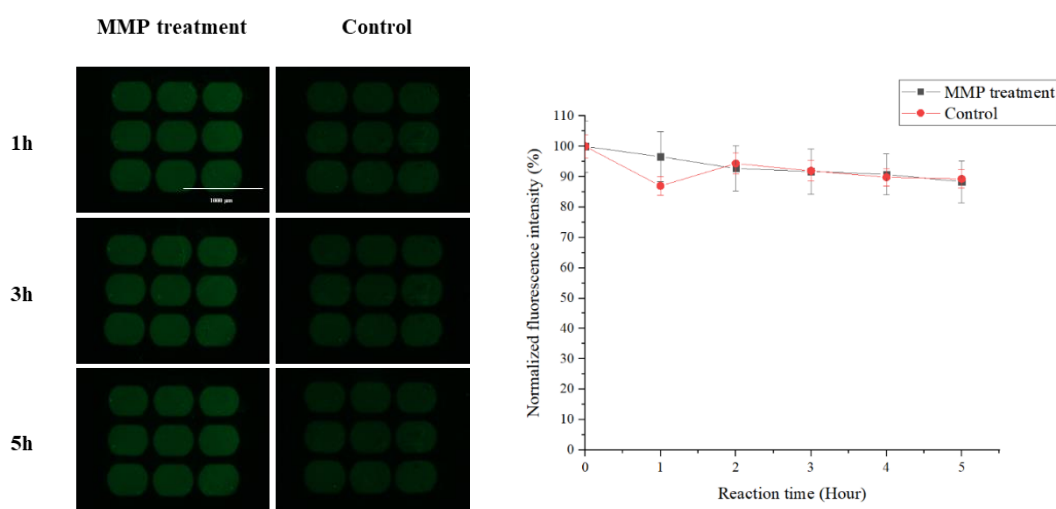 MMP treatment Control
1h
1000 μm
3h
5h
MMP treatment
Control
Normalized fluorescence intensity (%)
110
100
90
80
70
60
50
40
30
20
10
0
0 1 2 3 4 5
Reaction time (Hour)